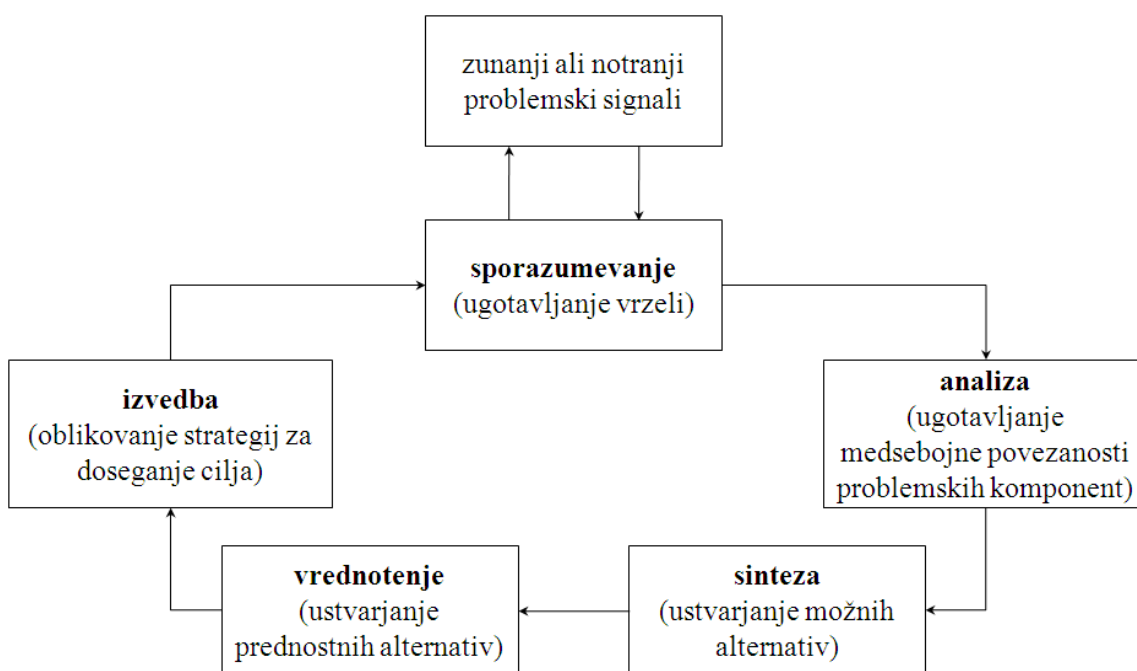 zunanji ali notranji
problemski signali
sporazumevanje
(ugotavljanje vrzeli)
izvedba
(oblikovanje strategij za
doseganje cilja)
analiza
(ugotavljanje
medsebojne povezanosti
problemskih komponent)
vrednotenje
(ustvarjanje
prednostnih alternativ)
sinteza
(ustvarjanje možnih
alternativ)